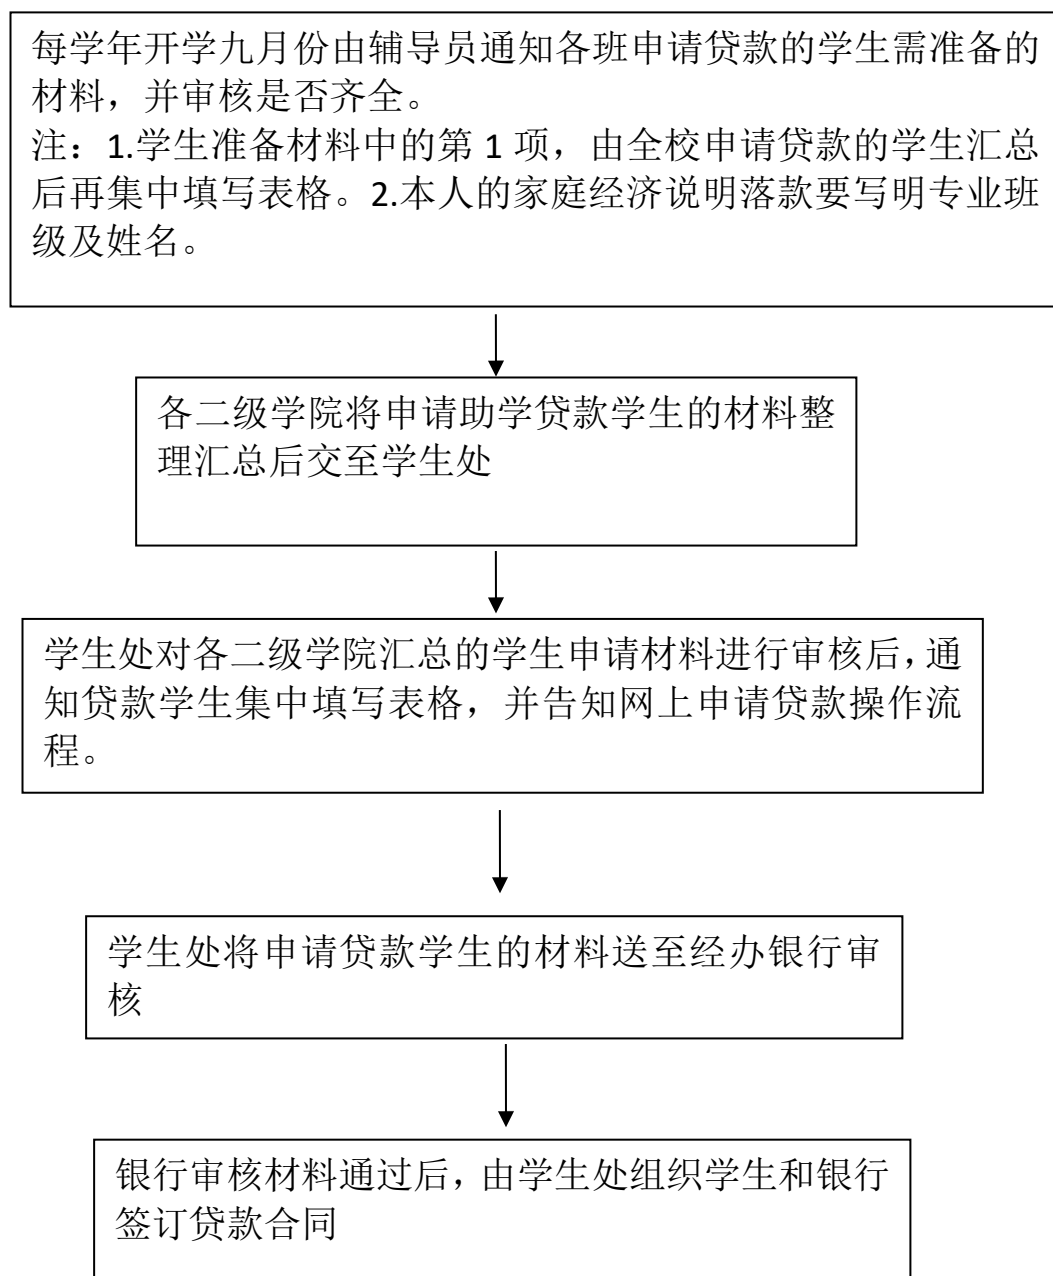 每学年开学九月份由辅导员通知各班申请贷款的学生需准备的
材料，并审核是否齐全。
注：1.学生准备材料中的第 1 项，由全校申请贷款的学生汇总
后再集中填写表格。2.本人的家庭经济说明落款要写明专业班
级及姓名。
各二级学院将申请助学贷款学生的材料整
理汇总后交至学生处
学生处对各二级学院汇总的学生申请材料进行审核后，通
知贷款学生集中填写表格，并告知网上申请贷款操作流
程。
学生处将申请贷款学生的材料送至经办银行审
核
银行审核材料通过后，由学生处组织学生和银行
签订贷款合同